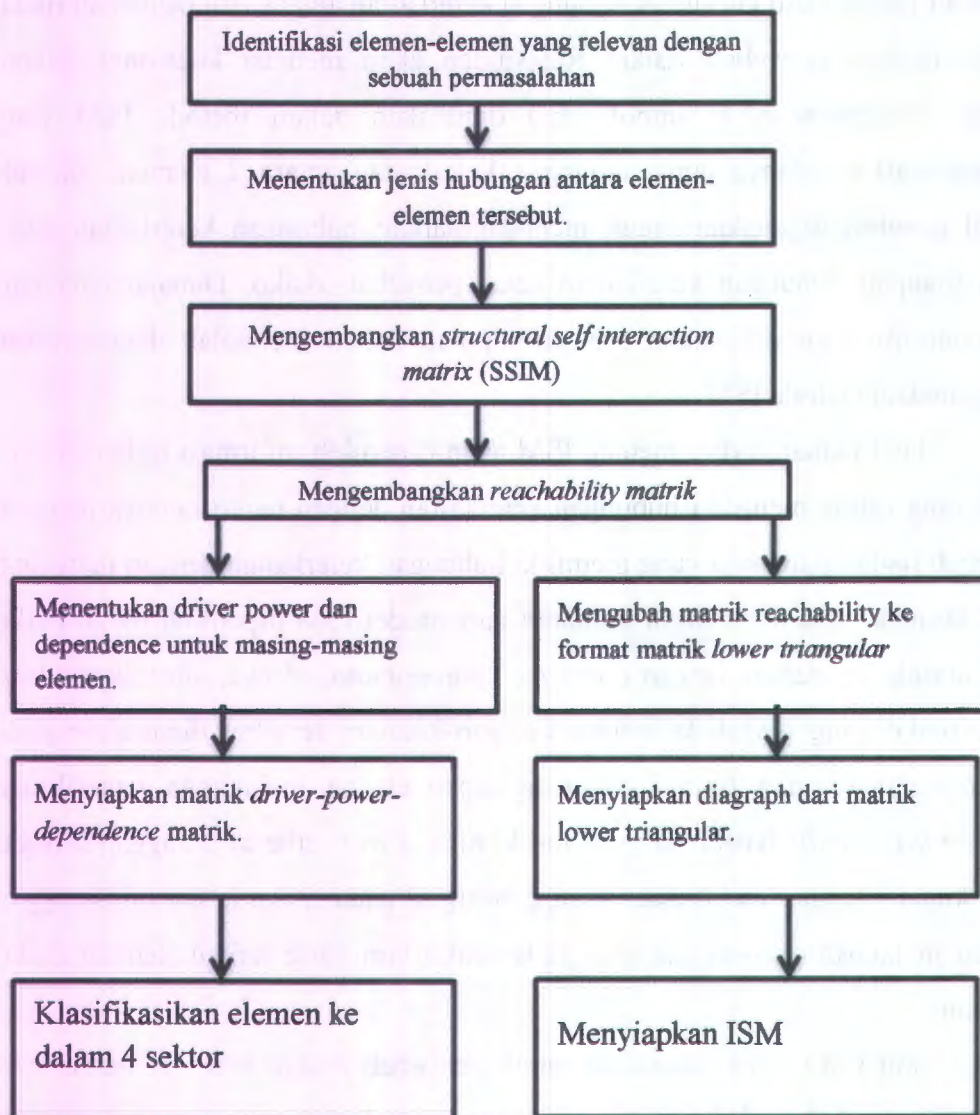 Identifikasi elemen-elemen yang relevan dengan
sebuah permasalahan
Menentukan jenis hubungan antara elemen-
elemen tersebut.
Mengembangkan structural self interaction
matrix (SSIM)
Mengembangkan reachability matrik
Menentukan driver power dan
dependence untuk masing-masing
elemen.
Mengubah matrik reachability ke
format matrik lower triangular
Menyiapkan matrik driver-power-
dependence matrik.
Menyiapkan diagraph dari matrik
lower triangular.
Klasifikasikan elemen ke
dalam 4 sektor
Menyiapkan ISM